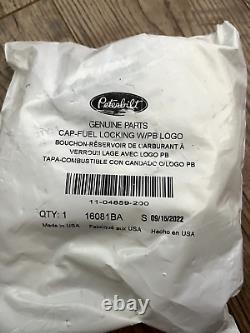 Peterbilt
GENUINE PARTS
CAP-FUEL LOCKING W/PB LOGO
BOUCHON-RÉSERVOIR DE L'CARBURANT À
VERROUILLAGE AVEC LOGO PB
TAPA-COMBUSTIBLE CON CANDADO C/LOGO PB
11-04659-200
QTY: 1 16081BA S 09/15/2022
Made in USA Fabriqué aux USA Hecho en USA